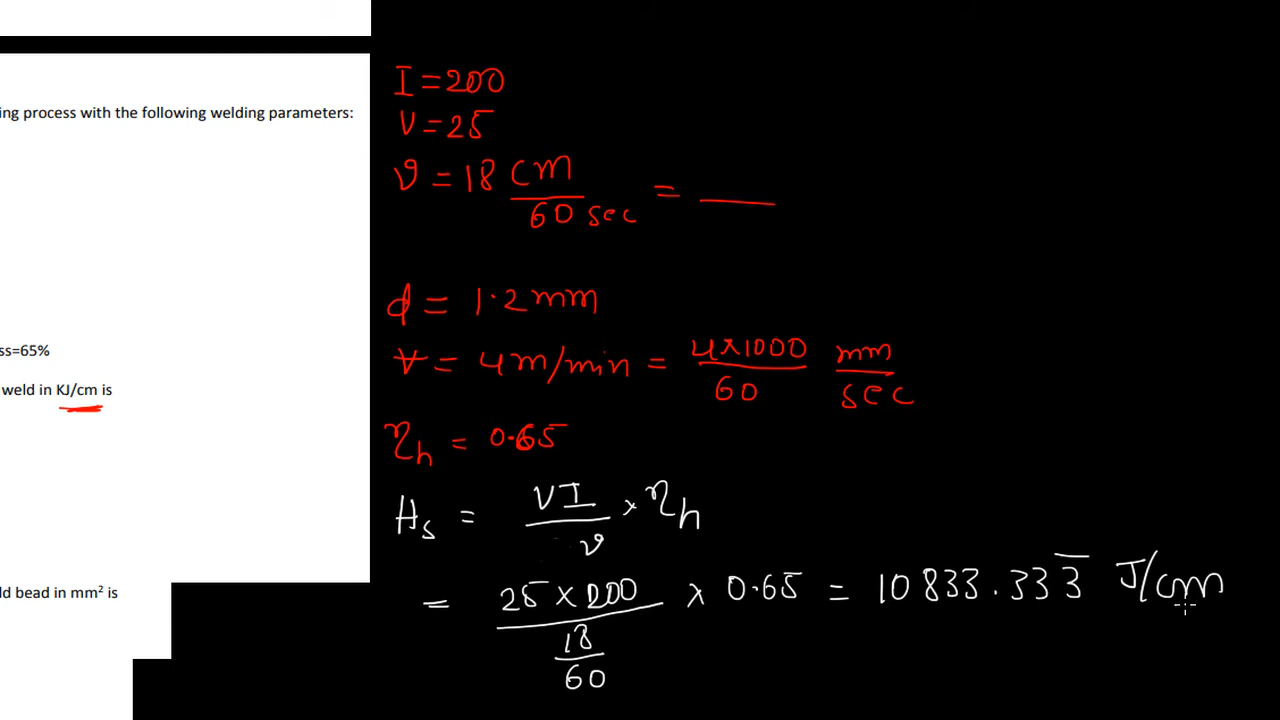 ing process with the following welding parameters:
ss=65%
weld in KJ/cm is
ld bead in mm² is
I = 200
V = 25
ϑ = 18 cm/60 sec = ___
d = 1.2 mm
V = 4 m/min = 4×1000/60 mm/sec
ηh = 0.65
Hs = VI/ϑ × ηh
= 25 × 200/(18/60) × 0.65 = 10833.333̅ J/cm